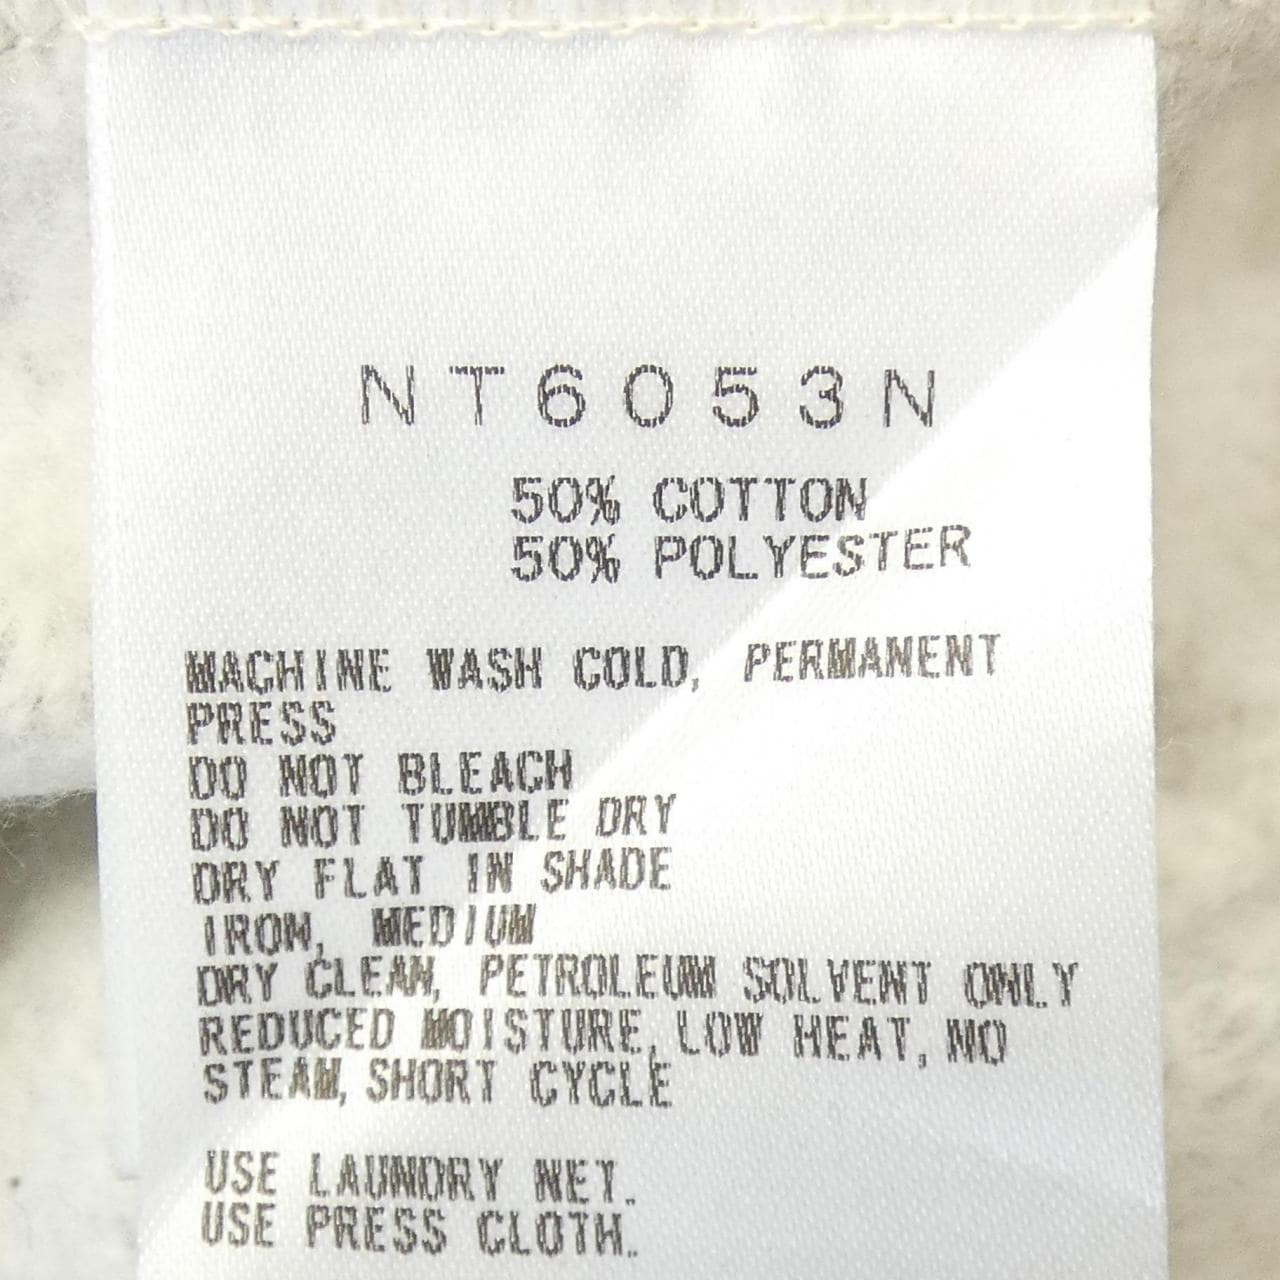 NT6053N
50% COTTON
50% POLYESTER
MACHINE WASH COLD, PERMANENT
PRESS
DO NOT BLEACH
DO NOT TUMBLE DRY
DRY FLAT IN SHADE
IRON, MEDIUM
DRY CLEAN, PETROLEUM SOLVENT ONLY
REDUCED MOISTURE, LOW HEAT, NO
STEAM, SHORT CYCLE
USE LAUNDRY NET.
USE PRESS CLOTH.